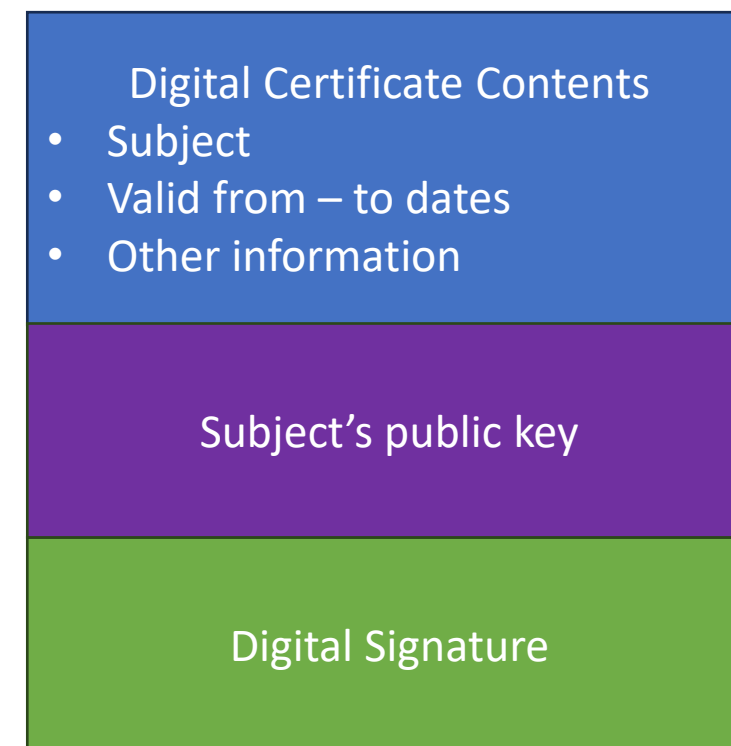 Digital Certificate Contents
• Subject
• Valid from – to dates
• Other information
Subject’s public key
Digital Signature